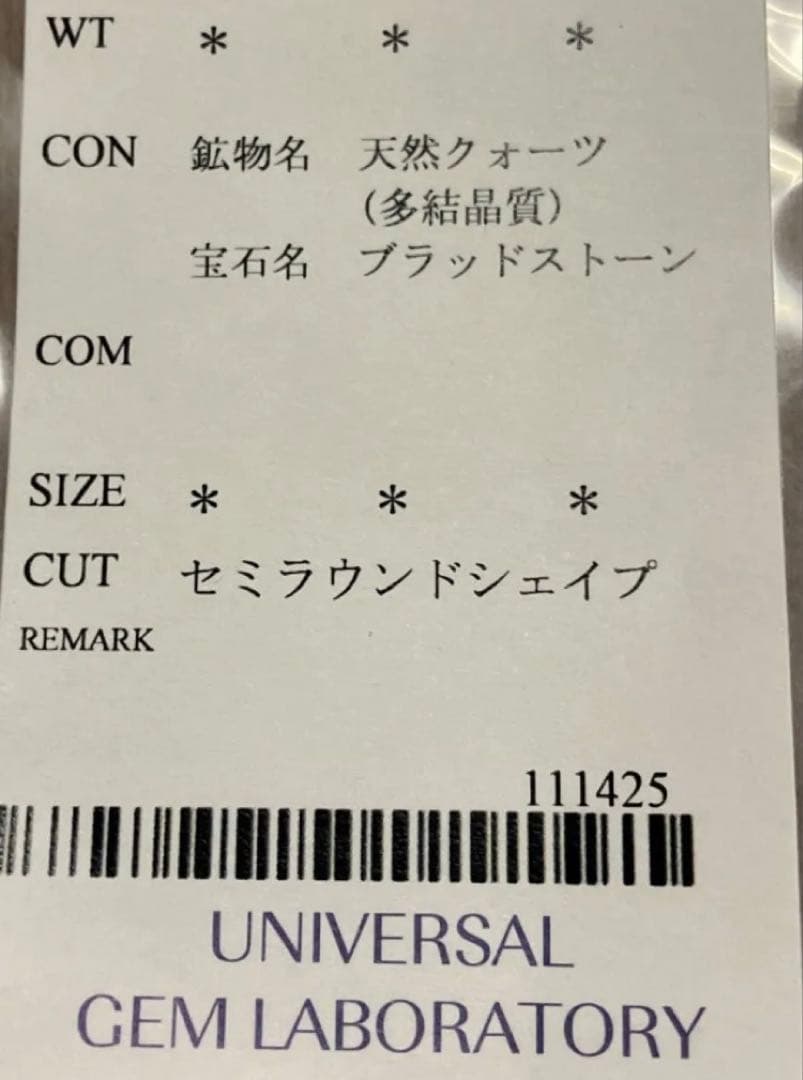 WT * * *
CON 鉱物名 天然クォーツ
(多結晶質)
宝石名 ブラッドストーン
COM
SIZE * * *
CUT セミラウンドシェイプ
REMARK
111425
UNIVERSAL
GEM LABORATORY